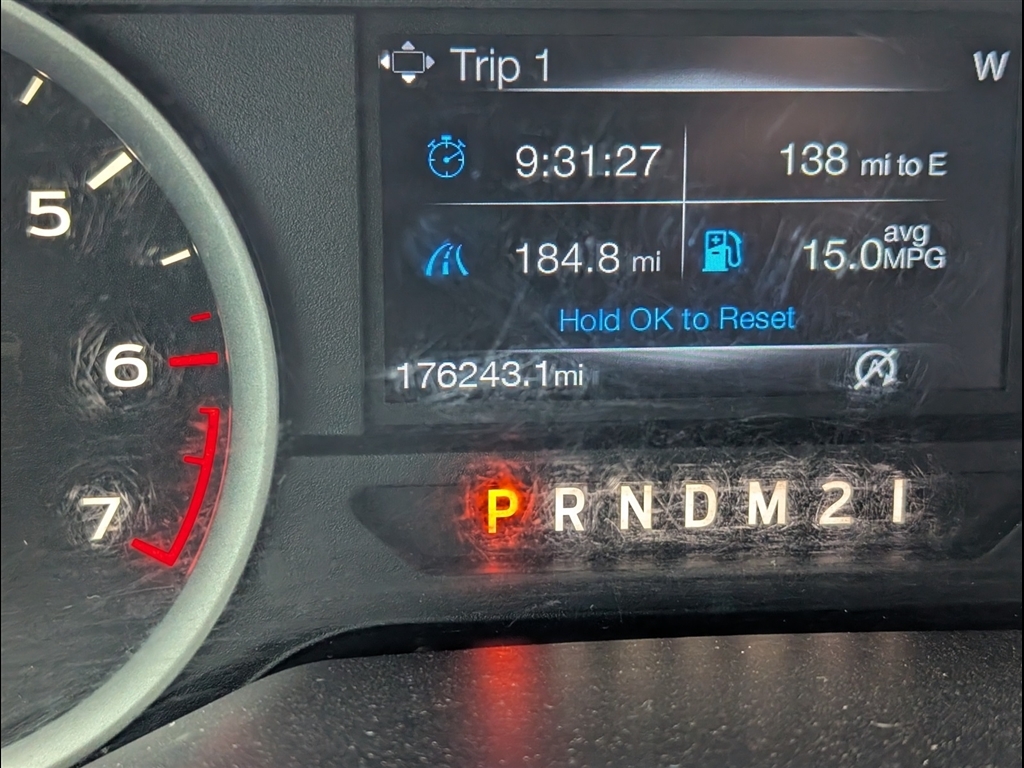 Trip 1 W
9:31:27 138 mi to E
184.8 mi 15.0 avg MPG
Hold OK to Reset
176243.1mi
P R N D M 2 1
5
6
7